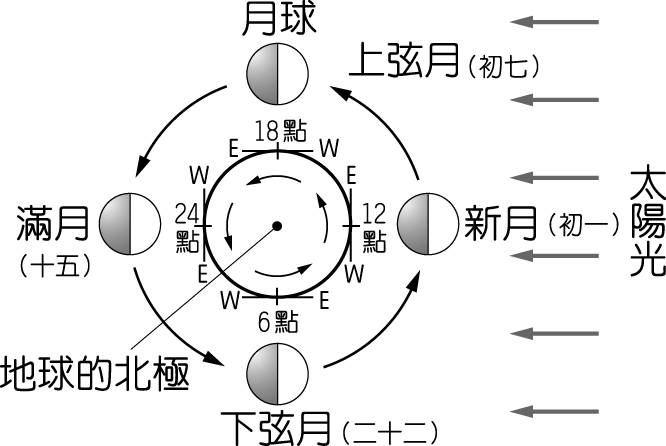 月球
上弦月(初七)
18點
E W
W E
滿月
(十五)
24
點
12
點
新月(初一)
太陽光
E W
W E
6點
地球的北極
下弦月(二十二)